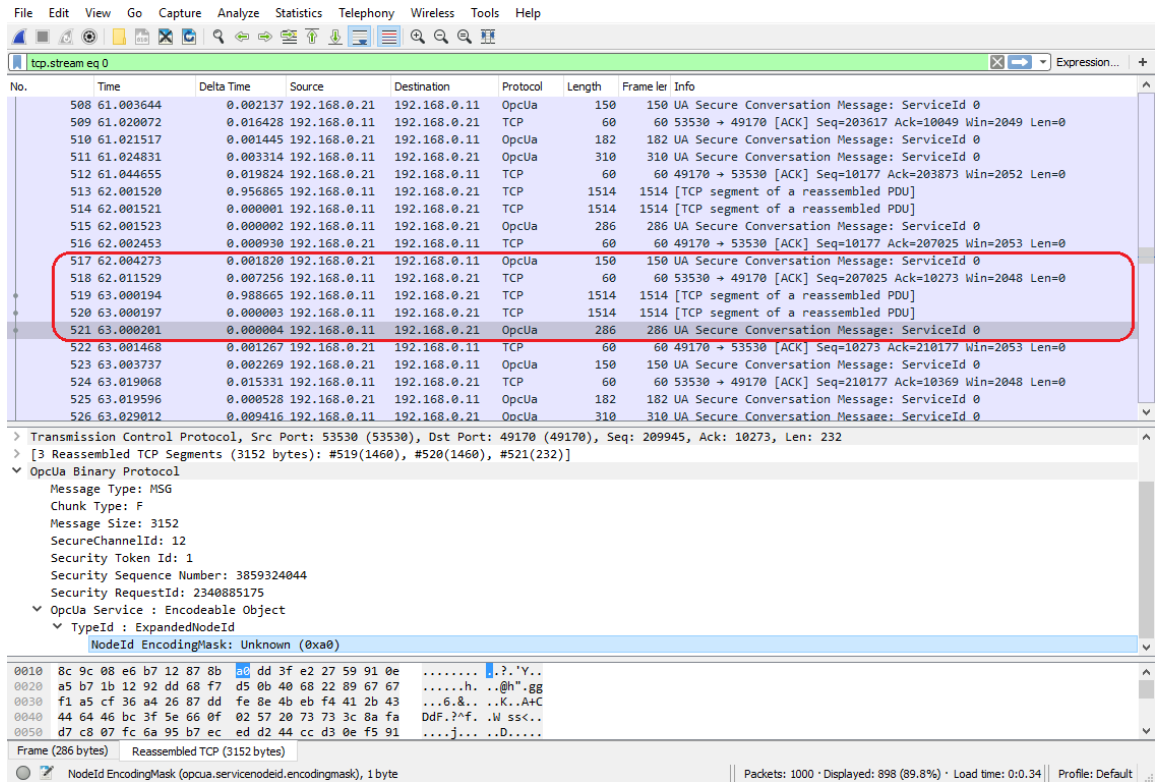 File Edit View Go Capture Analyze Statistics Telephony Wireless Tools Help
tcp.stream eq 0 Expression... +
No. Time Delta Time Source Destination Protocol Length Frame ler Info
508 61.003644 0.002137 192.168.0.21 192.168.0.11 OpcUa 150 150 UA Secure Conversation Message: ServiceId 0
509 61.020072 0.016428 192.168.0.11 192.168.0.21 TCP 60 60 53530 → 49170 [ACK] Seq=203617 Ack=10049 Win=2049 Len=0
510 61.021517 0.001445 192.168.0.21 192.168.0.11 OpcUa 182 182 UA Secure Conversation Message: ServiceId 0
511 61.024831 0.003314 192.168.0.11 192.168.0.21 OpcUa 310 310 UA Secure Conversation Message: ServiceId 0
512 61.044655 0.019824 192.168.0.21 192.168.0.11 TCP 60 60 49170 → 53530 [ACK] Seq=10177 Ack=203873 Win=2052 Len=0
513 62.001520 0.956865 192.168.0.11 192.168.0.21 TCP 1514 1514 [TCP segment of a reassembled PDU]
514 62.001521 0.000001 192.168.0.11 192.168.0.21 TCP 1514 1514 [TCP segment of a reassembled PDU]
515 62.001523 0.000002 192.168.0.11 192.168.0.21 OpcUa 286 286 UA Secure Conversation Message: ServiceId 0
516 62.002453 0.000930 192.168.0.21 192.168.0.11 TCP 60 60 49170 → 53530 [ACK] Seq=10177 Ack=207025 Win=2053 Len=0
517 62.004273 0.001820 192.168.0.21 192.168.0.11 OpcUa 150 150 UA Secure Conversation Message: ServiceId 0
518 62.011529 0.007256 192.168.0.11 192.168.0.21 TCP 60 60 53530 → 49170 [ACK] Seq=207025 Ack=10273 Win=2048 Len=0
519 63.000194 0.988665 192.168.0.11 192.168.0.21 TCP 1514 1514 [TCP segment of a reassembled PDU]
520 63.000197 0.000003 192.168.0.11 192.168.0.21 TCP 1514 1514 [TCP segment of a reassembled PDU]
521 63.000201 0.000004 192.168.0.11 192.168.0.21 OpcUa 286 286 UA Secure Conversation Message: ServiceId 0
522 63.001468 0.001267 192.168.0.21 192.168.0.11 TCP 60 60 49170 → 53530 [ACK] Seq=10273 Ack=210177 Win=2053 Len=0
523 63.003737 0.002269 192.168.0.21 192.168.0.11 OpcUa 150 150 UA Secure Conversation Message: ServiceId 0
524 63.019068 0.015331 192.168.0.11 192.168.0.21 TCP 60 60 53530 → 49170 [ACK] Seq=210177 Ack=10369 Win=2048 Len=0
525 63.019596 0.000528 192.168.0.21 192.168.0.11 OpcUa 182 182 UA Secure Conversation Message: ServiceId 0
526 63.029012 0.009416 192.168.0.11 192.168.0.21 OpcUa 310 310 UA Secure Conversation Message: ServiceId 0
> Transmission Control Protocol, Src Port: 53530 (53530), Dst Port: 49170 (49170), Seq: 209945, Ack: 10273, Len: 232
> [3 Reassembled TCP Segments (3152 bytes): #519(1460), #520(1460), #521(232)]
OpcUa Binary Protocol
Message Type: MSG
Chunk Type: F
Message Size: 3152
SecureChannelId: 12
Security Token Id: 1
Security Sequence Number: 3859324044
Security RequestId: 2340885175
OpcUa Service : Encodeable Object
TypeId : ExpandedNodeId
NodeId EncodingMask: Unknown (0xa0)
0010 8c 9c 08 e6 b7 12 87 8b a0 dd 3f e2 27 59 91 0e ........ ..?.'Y..
0020 a5 b7 1b 12 92 dd 68 f7 d5 0b 40 68 22 89 67 67 ......h. ..@h".gg
0030 f1 a5 cf 36 a4 26 87 dd fe 8e 4b eb f4 41 2b 43 ...6.&.. ..K..A+C
0040 44 64 46 bc 3f 5e 66 0f 02 57 20 73 73 3c 8a fa DdF.?^f. .W ss<..
0050 d7 c8 07 fc 6a 95 b7 ec ed d2 44 cc d3 0e f5 91 ....j... ..D.....
Frame (286 bytes) Reassembled TCP (3152 bytes)
NodeId EncodingMask (opcua.servicenodeid.encodingmask), 1 byte Packets: 1000 · Displayed: 898 (89.8%) · Load time: 0:0.34 Profile: Default